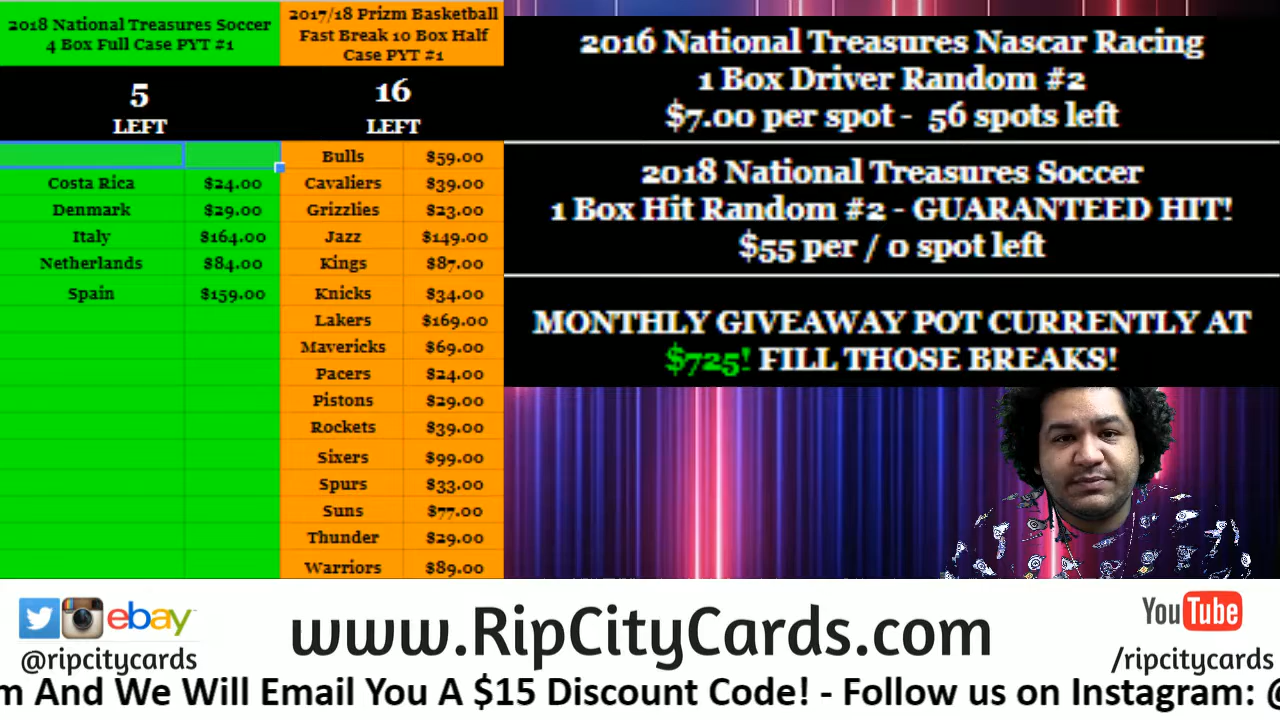 2018 National Treasures Soccer
4 Box Full Case PYT #1
5
LEFT
Costa Rica $24.00
Denmark $29.00
Italy $164.00
Netherlands $84.00
Spain $159.00
2017/18 Prizm Basketball
Fast Break 10 Box Half
Case PYT #1
16
LEFT
Bulls $59.00
Cavaliers $39.00
Grizzlies $23.00
Jazz $149.00
Kings $87.00
Knicks $34.00
Lakers $169.00
Mavericks $69.00
Pacers $24.00
Pistons $29.00
Rockets $39.00
Sixers $99.00
Spurs $33.00
Suns $77.00
Thunder $29.00
Warriors $89.00
2016 National Treasures Nascar Racing
1 Box Driver Random #2
$7.00 per spot - 56 spots left
2018 National Treasures Soccer
1 Box Hit Random #2 - GUARANTEED HIT!
$55 per / 0 spot left
MONTHLY GIVEAWAY POT CURRENTLY AT
$725! FILL THOSE BREAKS!
ebay
@ripcitycards
www.RipCityCards.com
YouTube
/ripcitycards
m And We Will Email You A $15 Discount Code! - Follow us on Instagram: @